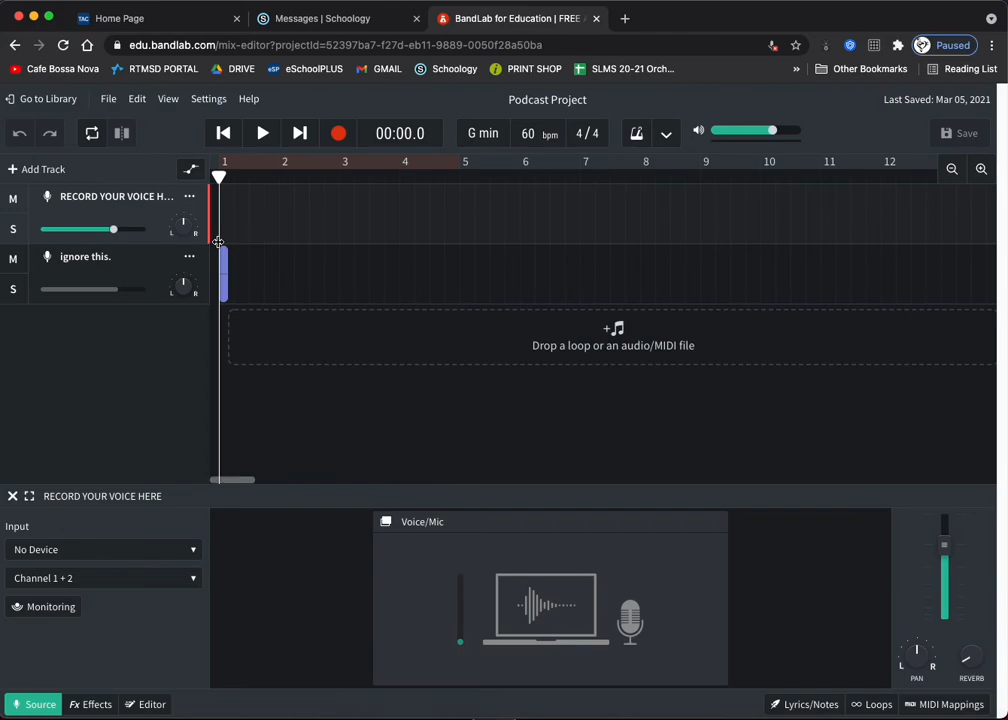 TAC Home Page
Messages | Schoology
BandLab for Education | FREE
edu.bandlab.com/mix-editor?projectId=52397ba7-f27d-eb11-9889-0050f28a50ba
Paused
Cafe Bossa Nova RTMSD PORTAL DRIVE eSP eSchoolPLUS GMAIL S Schoology PRINT SHOP SLMS 20-21 Orch... » Other Bookmarks Reading List
Go to Library File Edit View Settings Help Podcast Project Last Saved: Mar 05, 2021
00:00.0 G min 60 bpm 4 / 4 Save
+ Add Track 1 2 3 4 5 6 7 8 9 10 11 12
M RECORD YOUR VOICE H... ...
S L R
M ignore this. ...
S L R
Drop a loop or an audio/MIDI file
RECORD YOUR VOICE HERE
Input
Voice/Mic
No Device
Channel 1 + 2
Monitoring
L R
PAN REVERB
Source Fx Effects Editor Lyrics/Notes Loops MIDI MIDI Mappings